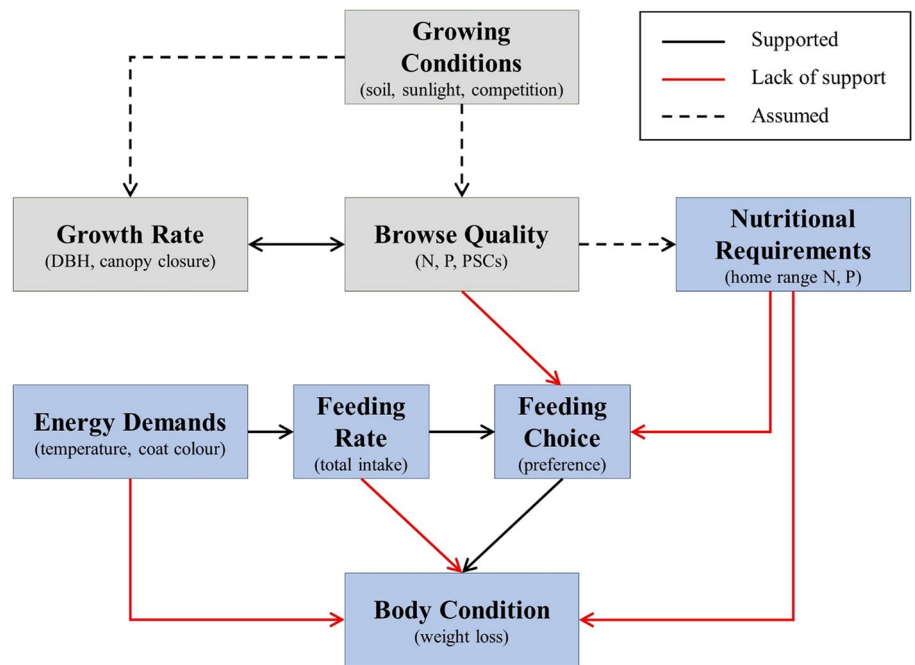 Growing
Conditions
(soil, sunlight, competition)
Supported
Lack of support
Assumed
Growth Rate
(DBH, canopy closure)
Browse Quality
(N, P, PSCs)
Nutritional
Requirements
(home range N, P)
Energy Demands
(temperature, coat colour)
Feeding
Rate
(total intake)
Feeding
Choice
(preference)
Body Condition
(weight loss)